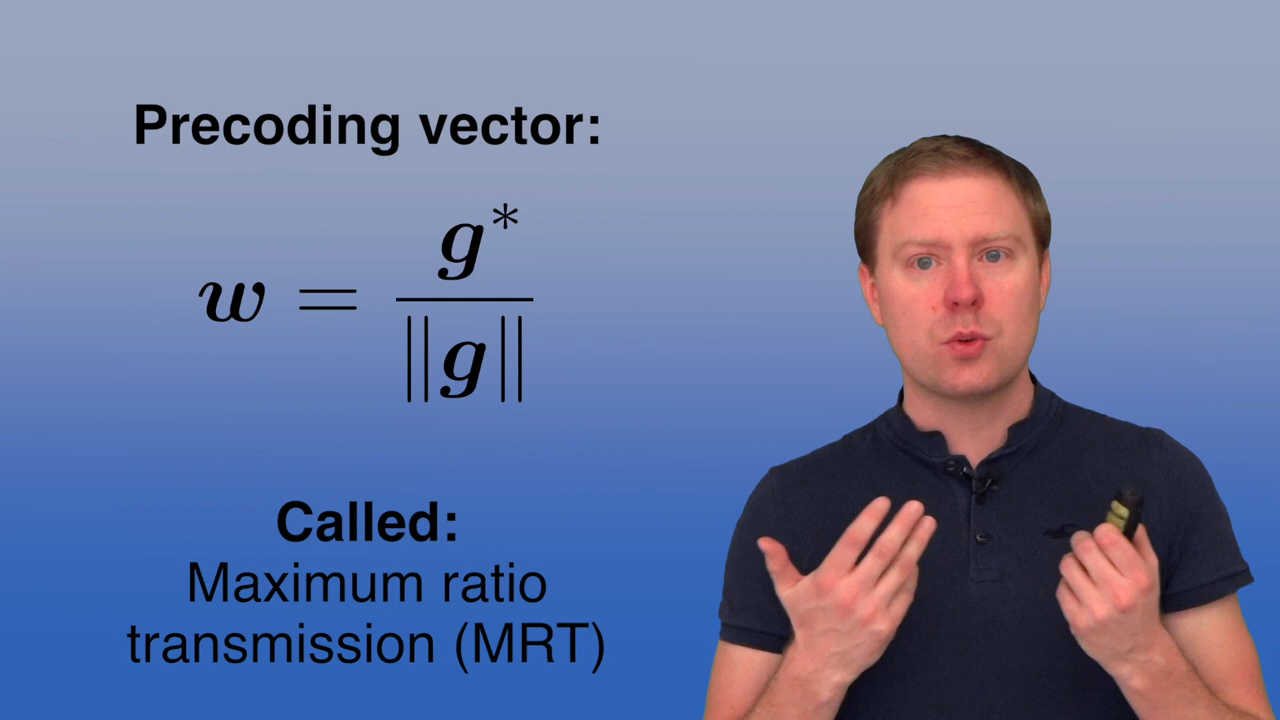 Precoding vector:
w = g* / ||g||
Called:
Maximum ratio
transmission (MRT)